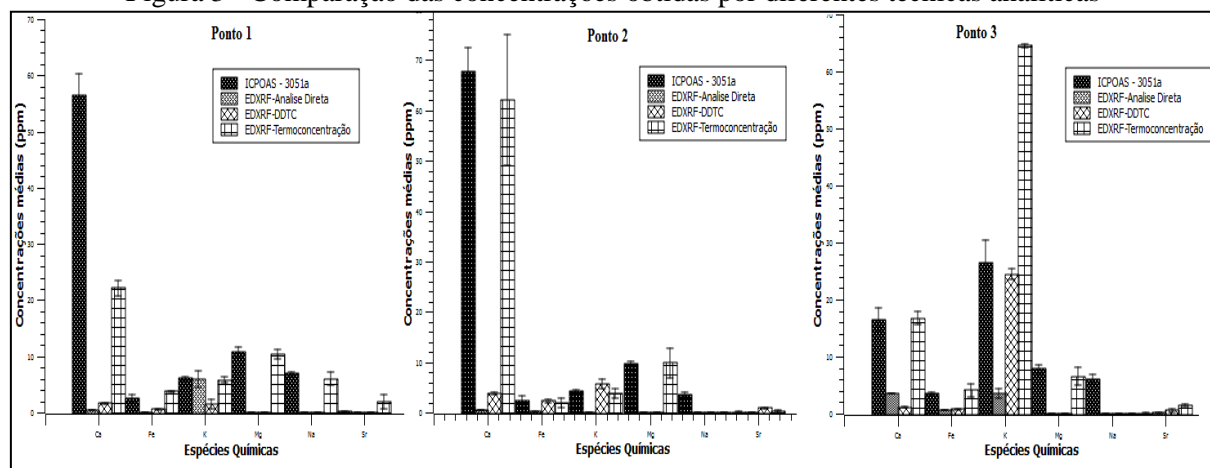 Figura 3 - Comparação das concentrações obtidas por diferentes técnicas analíticas
Ponto 1
ICPOAS - 3051a
EDXRF-Analise Direta
EDXRF-DDTC
EDXRF-Termoconcentração
Concentrações médias (ppm)
70
60
50
40
30
20
10
0
Ca Fe K Mg Na Sr
Espécies Químicas
Ponto 2
ICPOAS - 3051a
EDXRF-Analise Direta
EDXRF-DDTC
EDXRF-Termoconcentração
Concentrações médias (ppm)
70
60
50
40
30
20
10
0
Ca Fe K Mg Na Sr
Espécies Químicas
Ponto 3
ICPOAS - 3051a
EDXRF-Analise Direta
EDXRF-DDTC
EDXRF-Termoconcentração
Concentrações médias (ppm)
70
60
50
40
30
20
10
0
Ca Fe K Mg Na Sr
Espécies Químicas